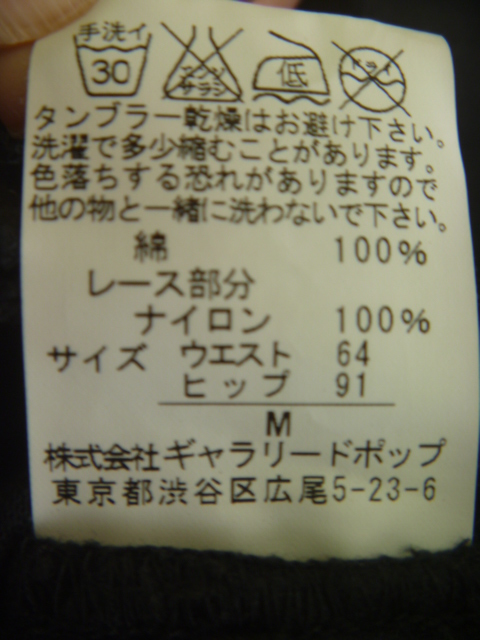 手洗イ
30 エンソ サラシ 低 ドライ
タンブラー乾燥はお避け下さい。
洗濯で多少縮むことがあります。
色落ちする恐れがありますので
他の物と一緒に洗わないで下さい。
綿 100%
レース部分
ナイロン 100%
サイズ ウエスト 64
ヒップ 91
M
株式会社ギャラリードポップ
東京都渋谷区広尾5-23-6